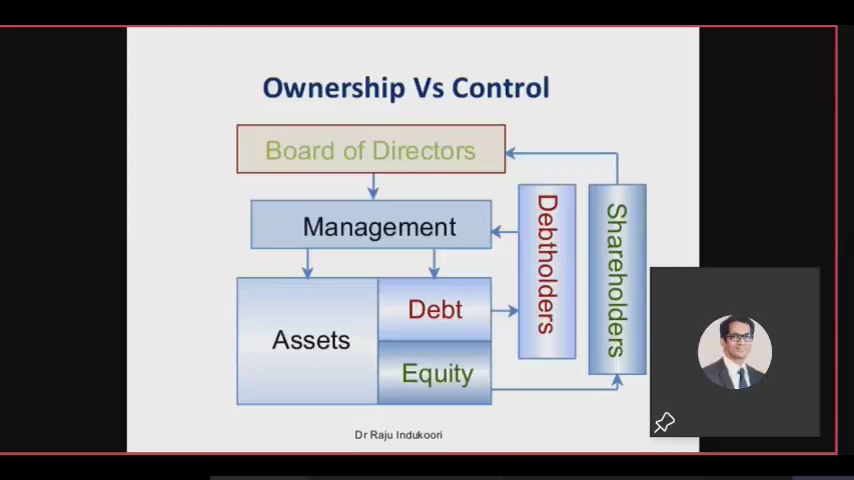 Ownership Vs Control
Board of Directors
Management
Debtholders
Shareholders
Assets
Debt
Equity
Dr Raju Indukoori